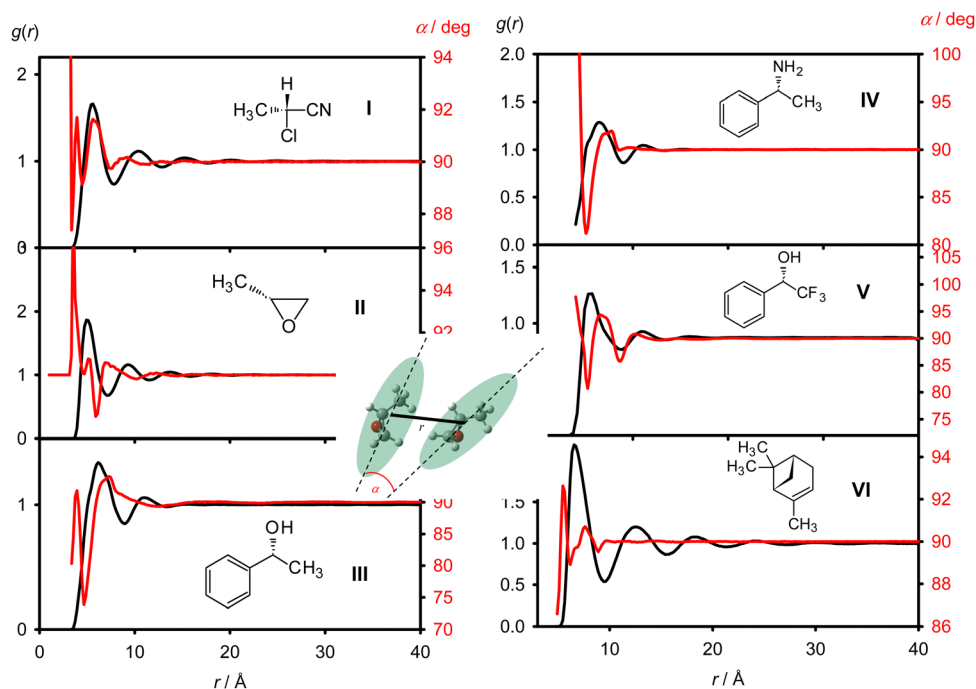 g(r)
α / deg
2
1
0
94
92
90
88
86
H
H₃C
CN
Cl
I
2
1
0
96
94
92
H₃C
O
II
1
0
90
85
80
75
70
OH
CH₃
III
0
10
20
30
40
r / Å
r
α
g(r)
α / deg
2.0
1.5
1.0
0.5
0.0
100
95
90
85
80
NH₂
CH₃
IV
1.5
1.0
105
100
95
90
85
80
75
OH
CF₃
V
1.5
1.0
0.5
0.0
94
92
90
88
86
H₃C
H₃C
CH₃
VI
10
20
30
40
r / Å